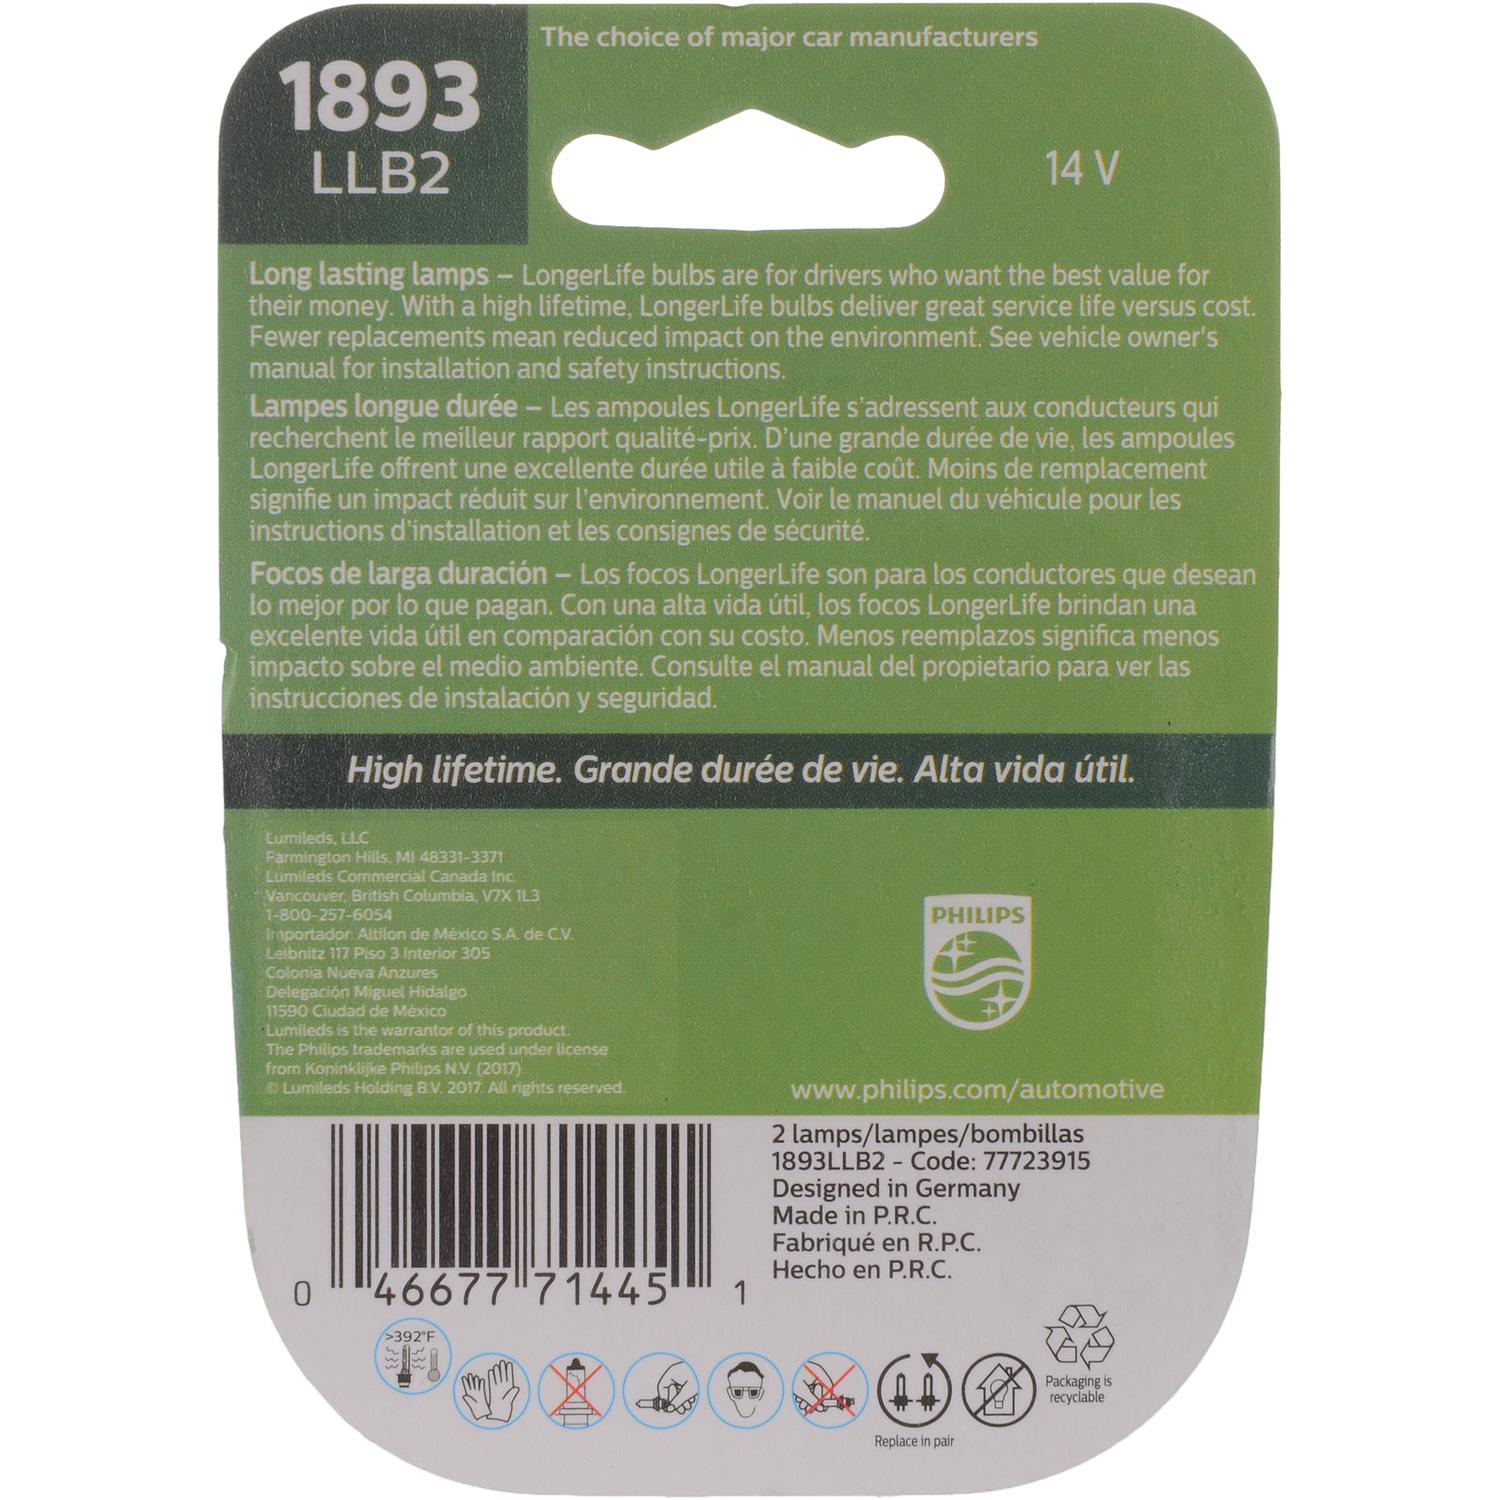 1893
LLB2
The choice of major car manufacturers
14 V
Long lasting lamps – LongerLife bulbs are for drivers who want the best value for
their money. With a high lifetime, LongerLife bulbs deliver great service life versus cost.
Fewer replacements mean reduced impact on the environment. See vehicle owner's
manual for installation and safety instructions.
Lampes longue durée – Les ampoules LongerLife s'adressent aux conducteurs qui
recherchent le meilleur rapport qualité-prix. D'une grande durée de vie, les ampoules
LongerLife offrent une excellente durée utile à faible coût. Moins de remplacement
signifie un impact réduit sur l'environnement. Voir le manuel du véhicule pour les
instructions d'installation et les consignes de sécurité.
Focos de larga duración – Los focos LongerLife son para los conductores que desean
lo mejor por lo que pagan. Con una alta vida útil, los focos LongerLife brindan una
excelente vida útil en comparación con su costo. Menos reemplazos significa menos
impacto sobre el medio ambiente. Consulte el manual del propietario para ver las
instrucciones de instalación y seguridad.
High lifetime. Grande durée de vie. Alta vida útil.
Lumileds, LLC
Farmington Hills, MI 48331-3371
Lumileds Commercial Canada Inc.
Vancouver, British Columbia, V7X 1L3
1-800-257-6054
Importador: Altilon de México S.A. de C.V.
Leibnitz 117 Piso 3 Interior 305
Colonia Nueva Anzures
Delegación Miguel Hidalgo
11590 Ciudad de México
Lumileds is the warrantor of this product.
The Philips trademarks are used under license
from Koninklijke Philips N.V. (2017)
© Lumileds Holding B.V. 2017. All rights reserved.
PHILIPS
www.philips.com/automotive
0 46677 71445 1
2 lamps/lampes/bombillas
1893LLB2 - Code: 77723915
Designed in Germany
Made in P.R.C.
Fabriqué en R.P.C.
Hecho en P.R.C.
>392°F
Replace in pair
Packaging is
recyclable